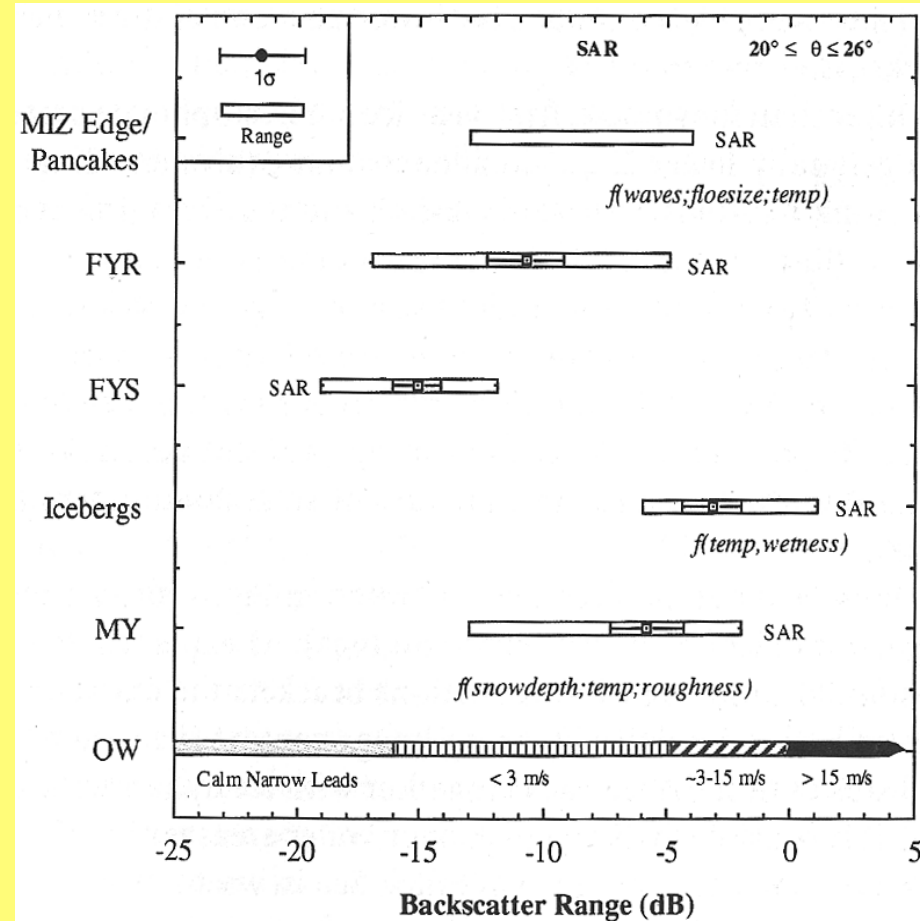 SAR 20° ≤ θ ≤ 26°
1σ
Range
MIZ Edge/
Pancakes
SAR
f(waves;floesize;temp)
FYR
SAR
FYS
SAR
Icebergs
SAR
f(temp,wetness)
MY
SAR
f(snowdepth;temp;roughness)
OW
Calm Narrow Leads < 3 m/s ~3-15 m/s > 15 m/s
-25 -20 -15 -10 -5 0 5
Backscatter Range (dB)